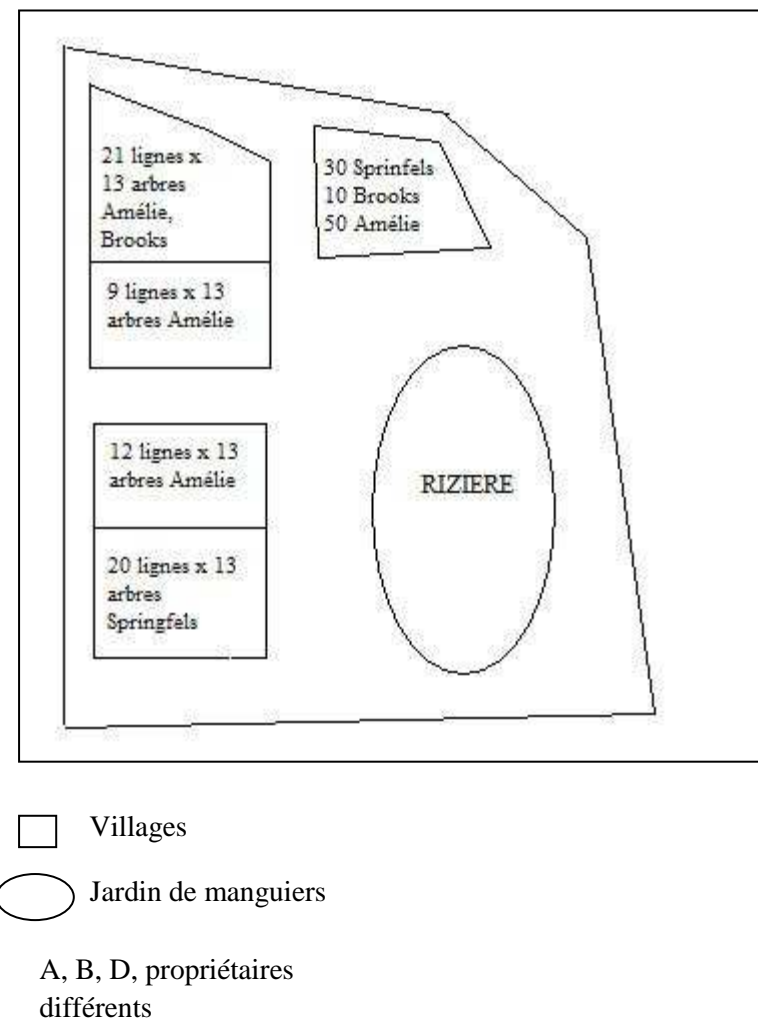 21 lignes x
13 arbres
Amélie,
Brooks
9 lignes x 13
arbres Amélie
30 Sprinfels
10 Brooks
50 Amélie
12 lignes x 13
arbres Amélie
20 lignes x 13
arbres
Springfels
RIZIERE
Villages
Jardin de manguiers
A, B, D, propriétaires
différents